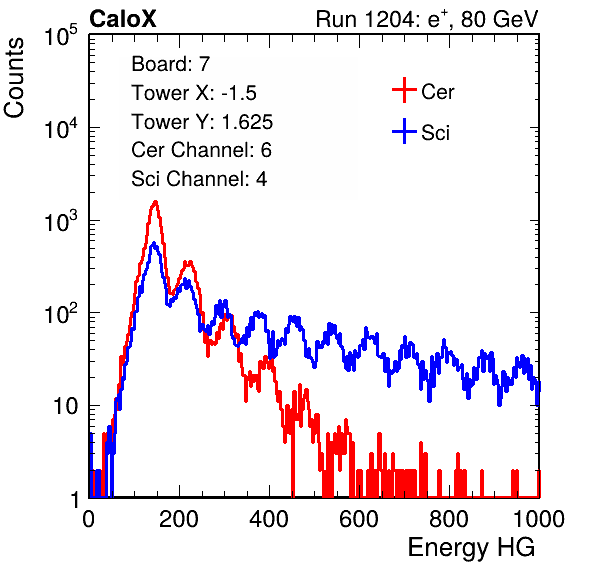 CaloX Run 1204: e⁺, 80 GeV
Counts
10⁵
10⁴
10³
10²
10
1
Board: 7
Tower X: -1.5
Tower Y: 1.625
Cer Channel: 6
Sci Channel: 4
Cer
Sci
0 200 400 600 800 1000
Energy HG